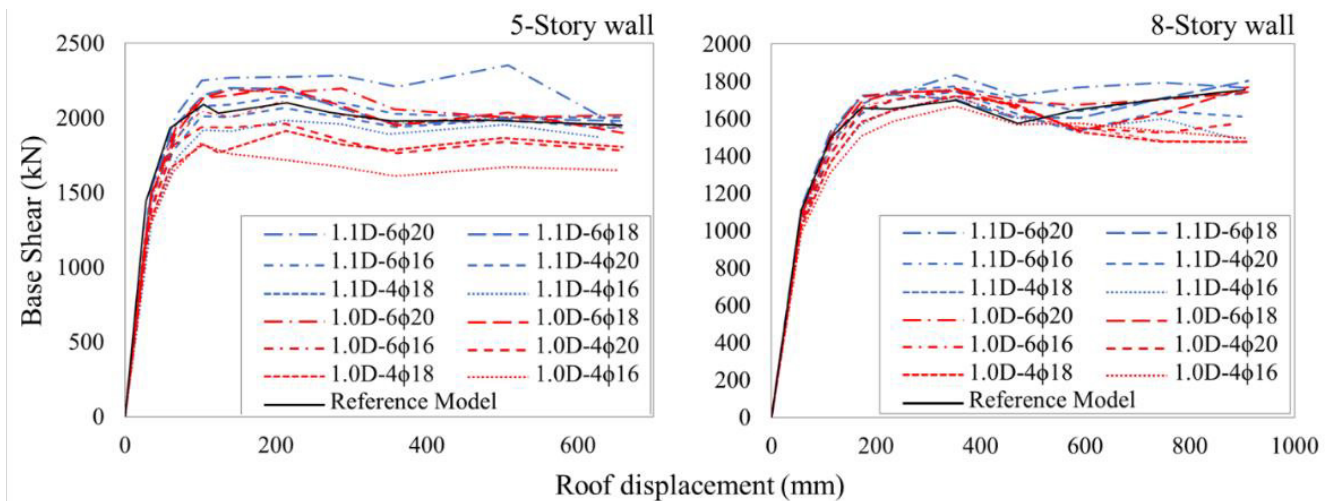 5-Story wall
2500
2000
1500
1000
500
0
0 200 400 600
1.1D-6ϕ20 1.1D-6ϕ18
1.1D-6ϕ16 1.1D-4ϕ20
1.1D-4ϕ18 1.1D-4ϕ16
1.0D-6ϕ20 1.0D-6ϕ18
1.0D-6ϕ16 1.0D-4ϕ20
1.0D-4ϕ18 1.0D-4ϕ16
Reference Model
8-Story wall
2000
1800
1600
1400
1200
1000
800
600
400
200
0
0 200 400 600 800 1000
1.1D-6ϕ20 1.1D-6ϕ18
1.1D-6ϕ16 1.1D-4ϕ20
1.1D-4ϕ18 1.1D-4ϕ16
1.0D-6ϕ20 1.0D-6ϕ18
1.0D-6ϕ16 1.0D-4ϕ20
1.0D-4ϕ18 1.0D-4ϕ16
Reference Model
Base Shear (kN)
Roof displacement (mm)